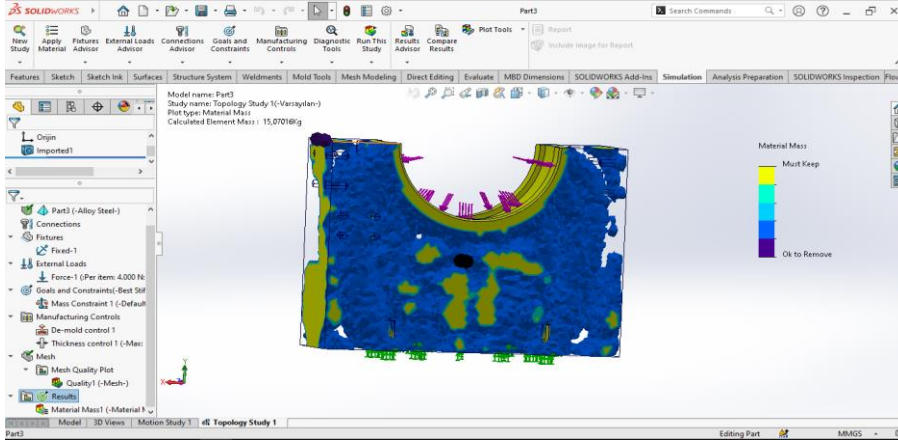 SOLIDWORKS
Part3
Search Commands
New Study
Apply Material
Fixtures Advisor
External Loads Advisor
Connections Advisor
Goals and Constraints
Manufacturing Controls
Diagnostic Tools
Run This Study
Results Advisor
Compare Results
Plot Tools
Report
Include Image for Report
Features Sketch Sketch Ink Surfaces Structure System Weldments Mold Tools Mesh Modeling Direct Editing Evaluate MBD Dimensions SOLIDWORKS Add-Ins Simulation Analysis Preparation SOLIDWORKS Inspection Flow
Model name: Part3
Study name: Topology Study 1(-Varsayılan-)
Plot type: Material Mass
Calculated Element Mass : 15,07016Kg
Orijin
Imported1
Part3 (-Alloy Steel-)
Connections
Fixtures
Fixed-1
External Loads
Force-1 (:Per item: 4.000 N:
Goals and Constraints(-Best Stif
Mass Constraint 1 (-Default
Manufacturing Controls
De-mold control 1
Thickness control 1 (-Max:
Mesh
Mesh Quality Plot
Quality1 (-Mesh-)
Results
Material Mass1 (-Material M
Material Mass
Must Keep
Ok to Remove
Y
X
Model 3D Views Motion Study 1 Topology Study 1
Part3
Editing Part
MMGS